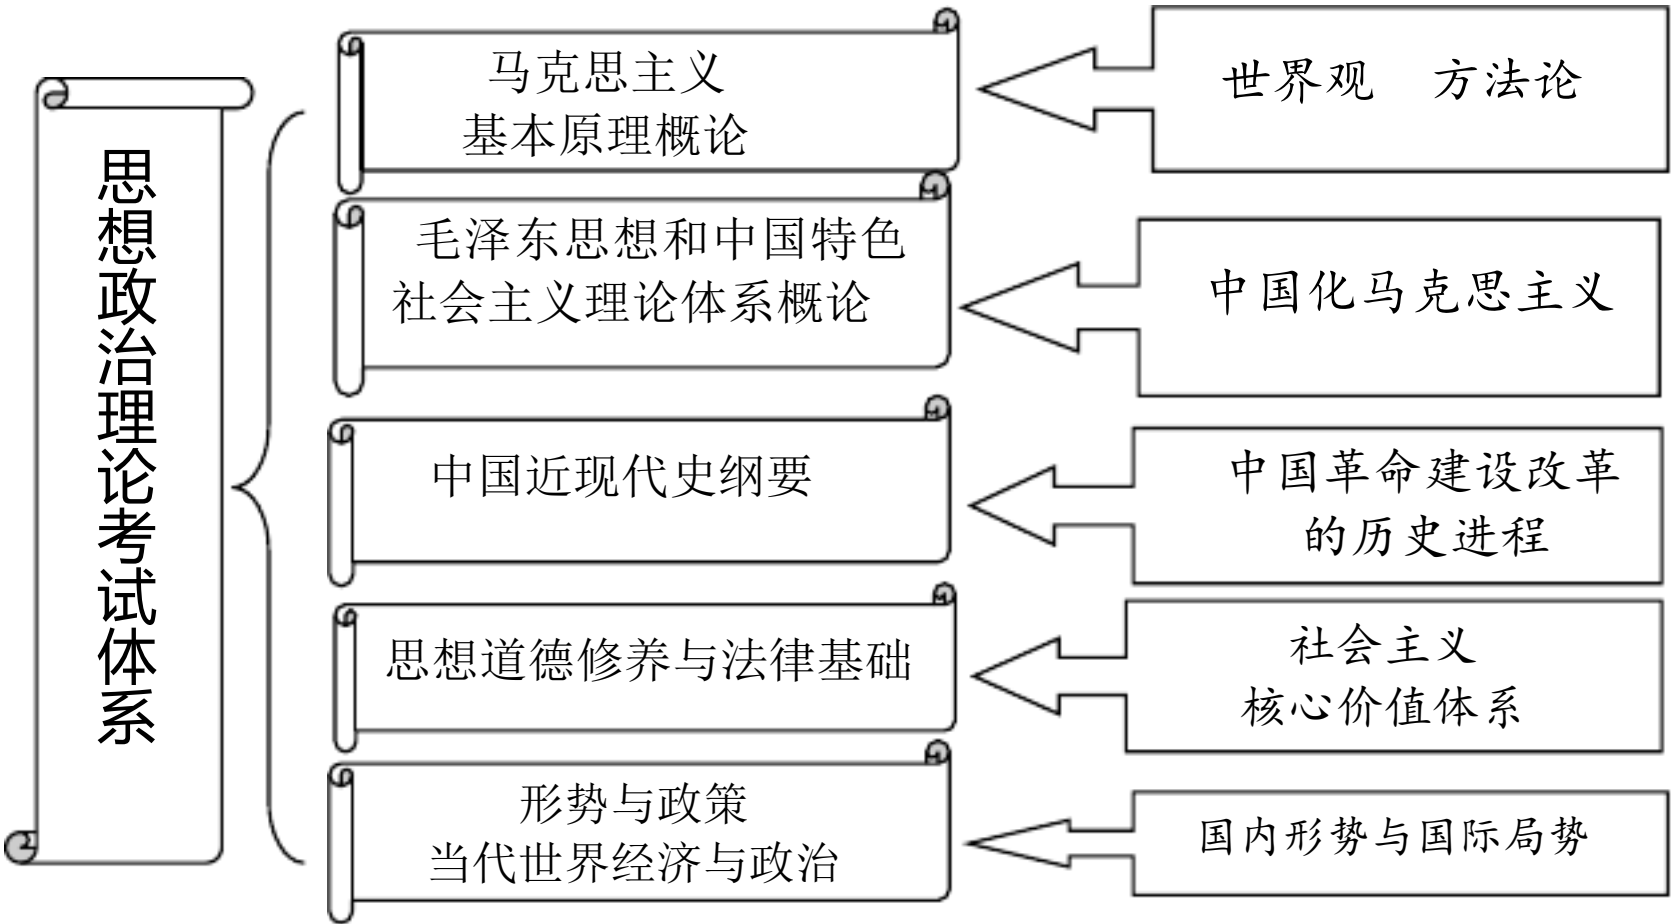 思想政治理论考试体系
马克思主义
基本原理概论
世界观 方法论
毛泽东思想和中国特色
社会主义理论体系概论
中国化马克思主义
中国近现代史纲要
中国革命建设改革
的历史进程
思想道德修养与法律基础
社会主义
核心价值体系
形势与政策
当代世界经济与政治
国内形势与国际局势